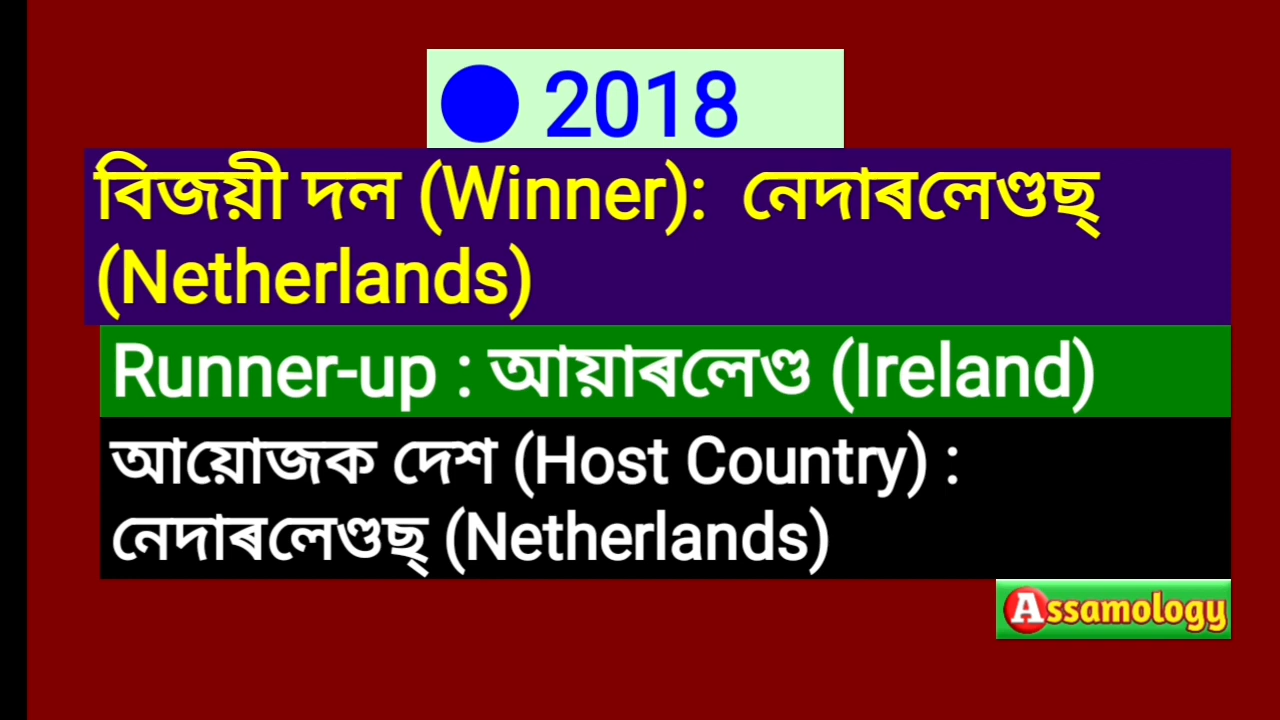 2018
বিজয়ী দল (Winner): নেদাৰলেণ্ডছ্
(Netherlands)
Runner-up : আয়াৰলেণ্ড (Ireland)
আয়োজক দেশ (Host Country) :
নেদাৰলেণ্ডছ্ (Netherlands)
Assamology